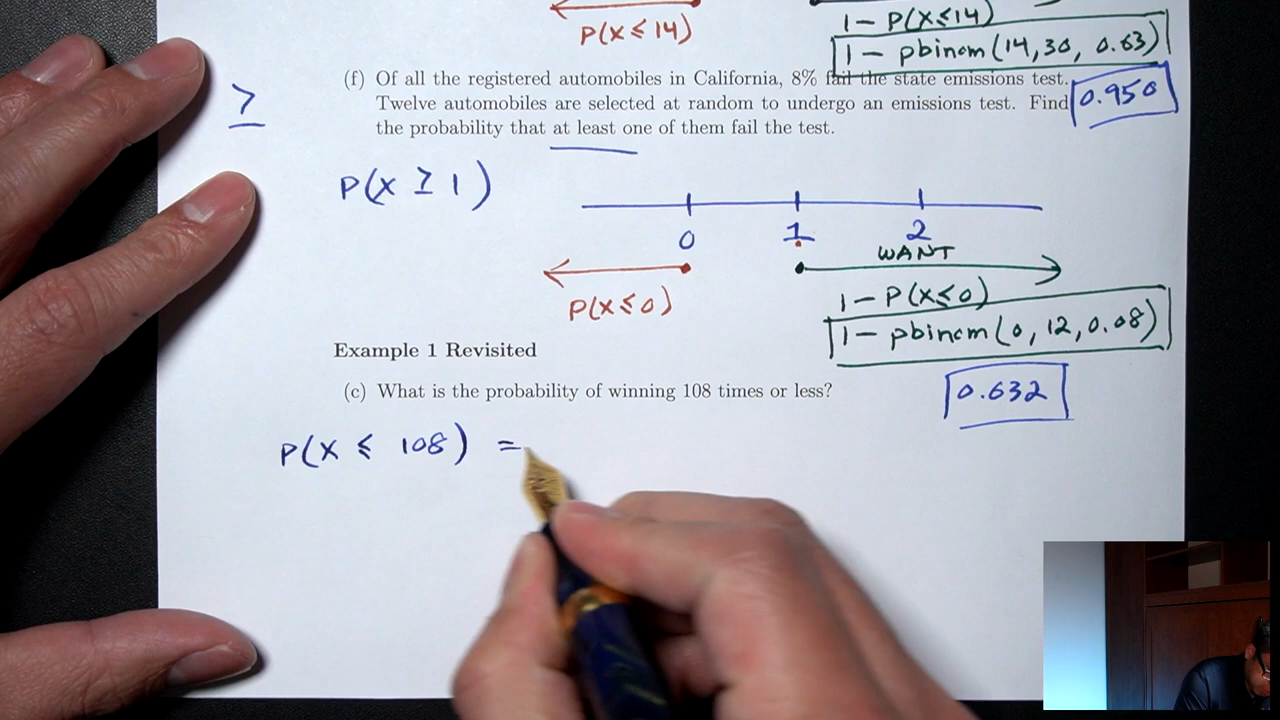 P(X ≤ 14)
1 - P(X ≤ 14)
1 - pbinom(14, 30, 0.63)
0.950
(f) Of all the registered automobiles in California, 8% fail the state emissions test.
Twelve automobiles are selected at random to undergo an emissions test. Find
the probability that at least one of them fail the test.
≥
P(X ≥ 1)
0 1 2
WANT
P(X ≤ 0)
1 - P(X ≤ 0)
1 - pbinom(0, 12, 0.08)
0.632
Example 1 Revisited
(c) What is the probability of winning 108 times or less?
P(X ≤ 108) =